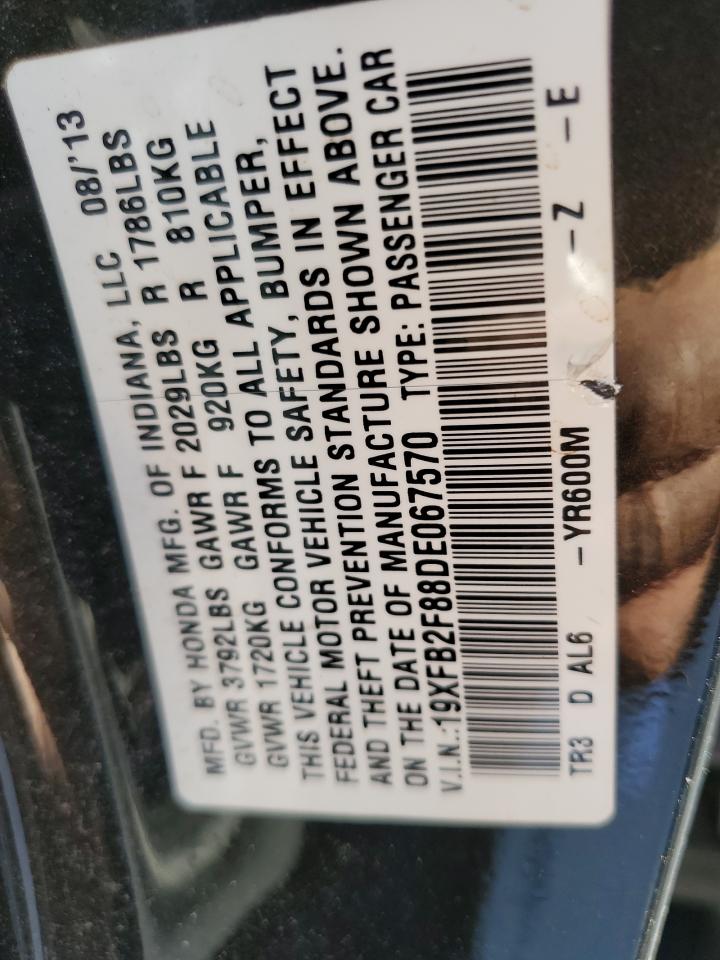 MFD. BY HONDA MFG. OF INDIANA, LLC 08/'13
GVWR 3792LBS GAWR F 2029LBS R 1786LBS
GVWR 1720KG GAWR F 920KG R 810KG
THIS VEHICLE CONFORMS TO ALL APPLICABLE
FEDERAL MOTOR VEHICLE SAFETY, BUMPER,
AND THEFT PREVENTION STANDARDS IN EFFECT
ON THE DATE OF MANUFACTURE SHOWN ABOVE.
V.I.N.:19XFB2F88DE067570 TYPE: PASSENGER CAR
TR3 D AL6 -YR600M -Z -E